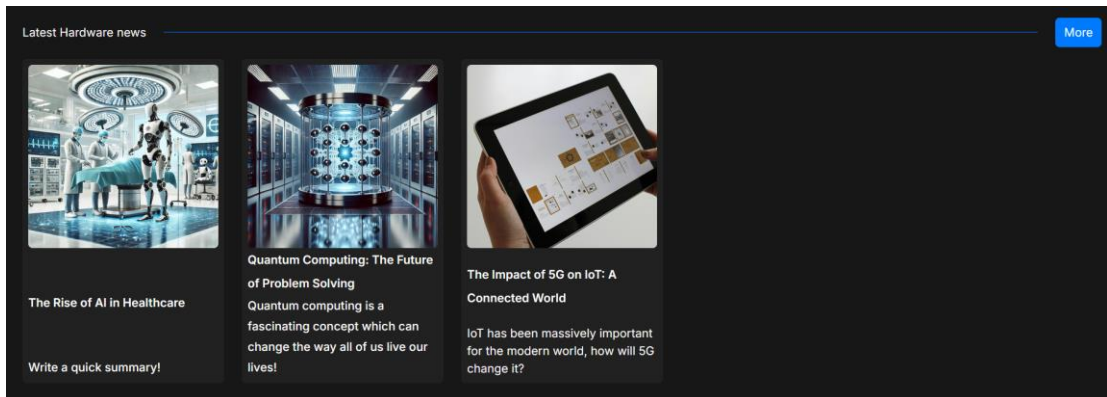 Latest Hardware news
More
The Rise of AI in Healthcare
Write a quick summary!
Quantum Computing: The Future
of Problem Solving
Quantum computing is a
fascinating concept which can
change the way all of us live our
lives!
The Impact of 5G on IoT: A
Connected World
IoT has been massively important
for the modern world, how will 5G
change it?